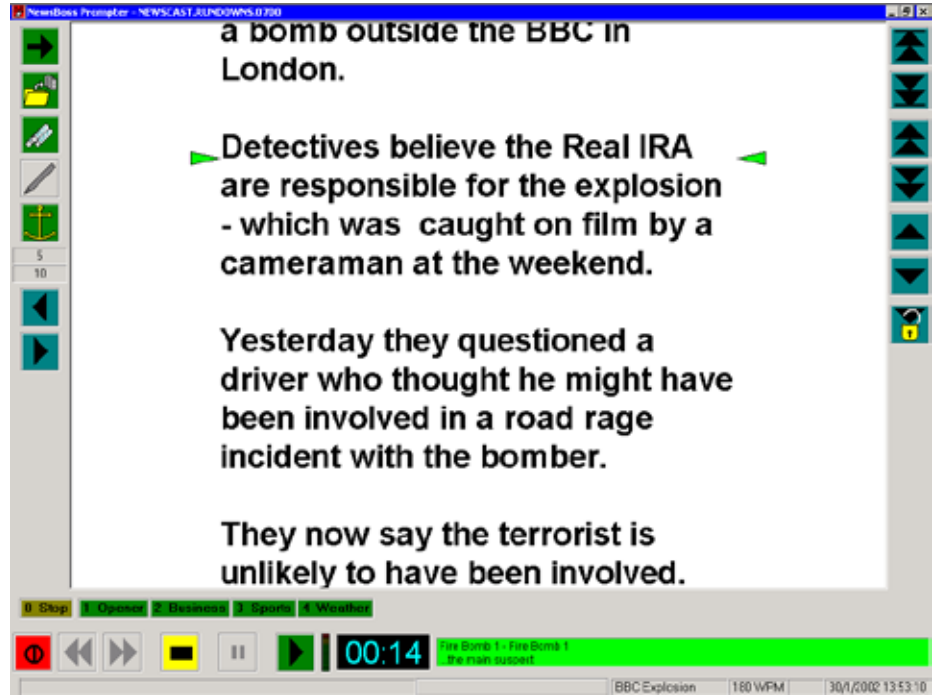 NewsBoss Prompter - NEWSCAST.RUNDOWNS.0700
a bomb outside the BBC in
London.
Detectives believe the Real IRA
are responsible for the explosion
- which was  caught on film by a
cameraman at the weekend.
5
10
Yesterday they questioned a
driver who thought he might have
been involved in a road rage
incident with the bomber.
They now say the terrorist is
unlikely to have been involved.
0 Stop 1 Opener 2 Business 3 Sports 4 Weather
00:14
Fire Bomb 1 - Fire Bomb 1
...the main suspect
BBC Explosion 180 WPM 30/1/2002 13:53:10